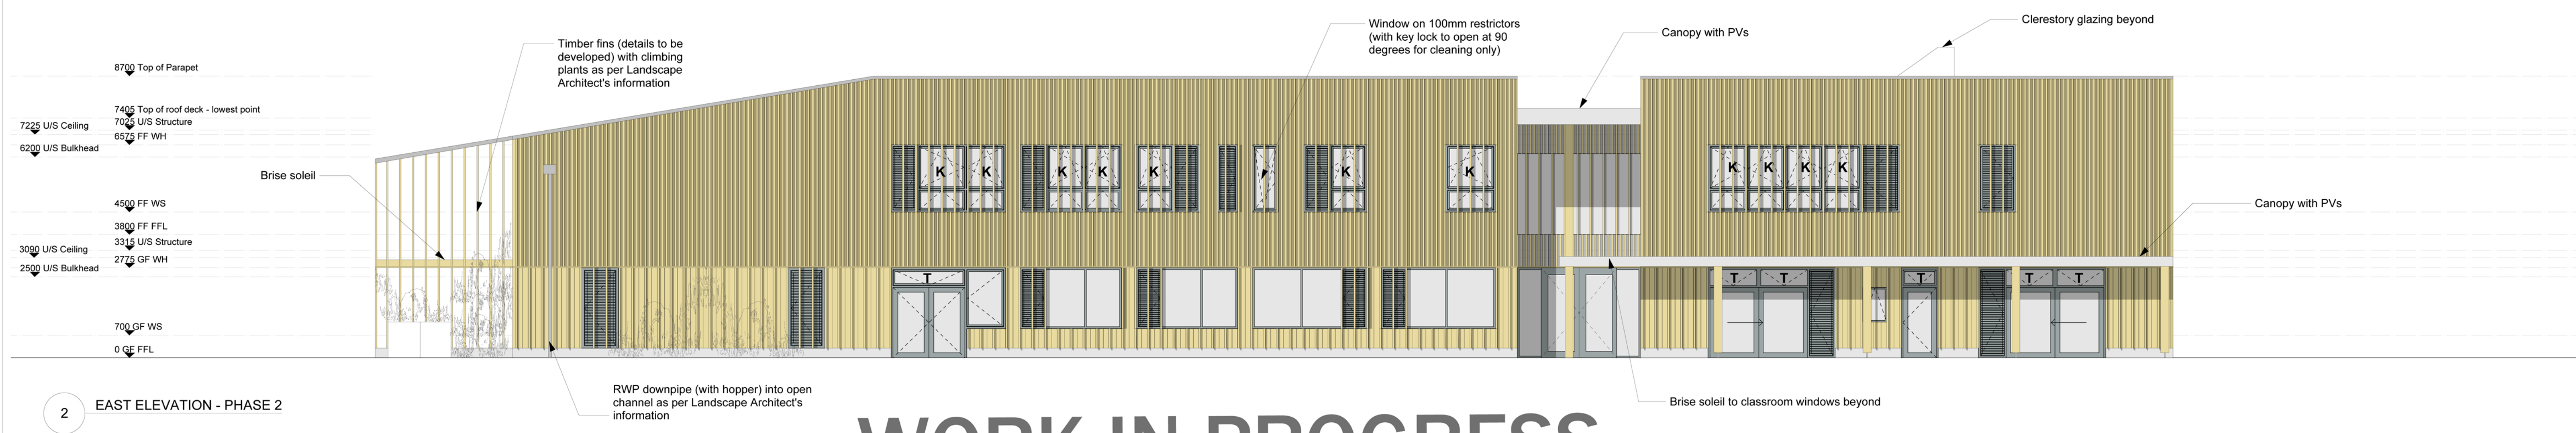 Clerestory glazing beyond
Window on 100mm restrictors
(with key lock to open at 90
degrees for cleaning only)
Canopy with PVs
Timber fins (details to be
developed) with climbing
plants as per Landscape
Architect's information
8700 Top of Parapet
7405 Top of roof deck - lowest point
7225 U/S Ceiling
7025 U/S Structure
6575 FF WH
6200 U/S Bulkhead
Brise soleil
K K K K K K K K K K K
4500 FF WS
Canopy with PVs
3800 FF FFL
3315 U/S Structure
3090 U/S Ceiling
2775 GF WH
2500 U/S Bulkhead
T T T T T T
700 GF WS
0 GF FFL
RWP downpipe (with hopper) into open
channel as per Landscape Architect's
information
Brise soleil to classroom windows beyond
2 EAST ELEVATION - PHASE 2
WORK IN PROGRESS